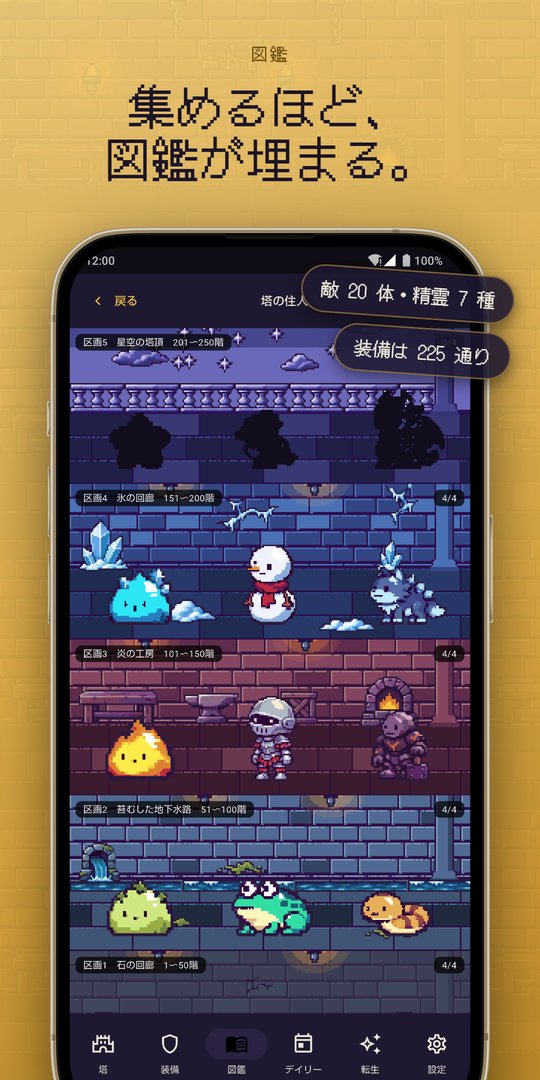 図鑑
集めるほど、
図鑑が埋まる。
12:00
100%
戻る
塔の住人
敵 20 体・精霊 7 種
装備は 225 通り
区画5 星空の塔頂 201〜250階
区画4 氷の回廊 151〜200階
4/4
区画3 炎の工房 101〜150階
4/4
区画2 苔むした地下水路 51〜100階
4/4
区画1 石の回廊 1〜50階
4/4
塔
装備
図鑑
デイリー
転生
設定